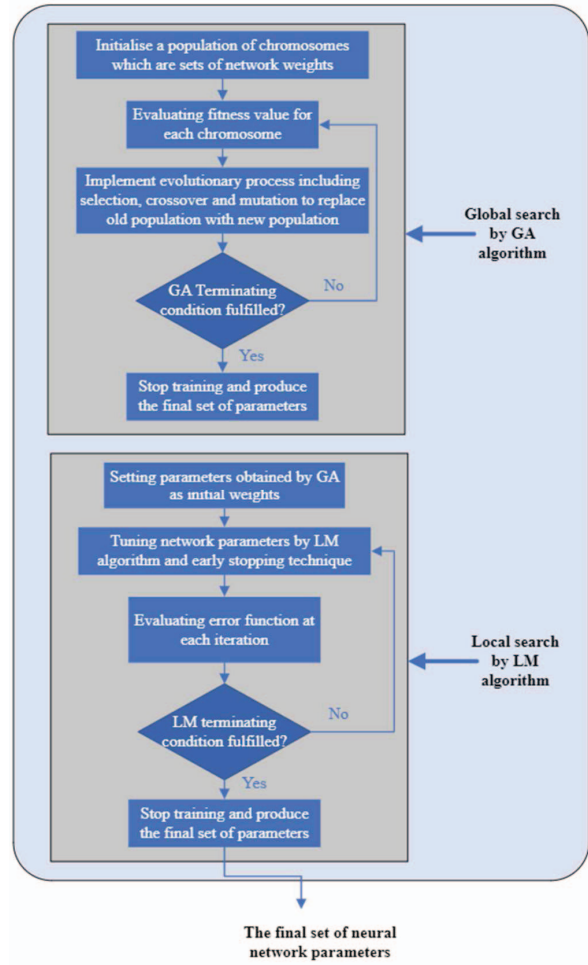 Initialise a population of chromosomes
which are sets of network weights
Evaluating fitness value for
each chromosome
Implement evolutionary process including
selection, crossover and mutation to replace
old population with new population
Global search
by GA
algorithm
GA Terminating
condition fulfilled?
No
Yes
Stop training and produce
the final set of parameters
Setting parameters obtained by GA
as initial weights
Tuning network parameters by LM
algorithm and early stopping technique
Evaluating error function at
each iteration
Local search
by LM
algorithm
LM terminating
condition fulfilled?
No
Yes
Stop training and produce
the final set of parameters
The final set of neural
network parameters